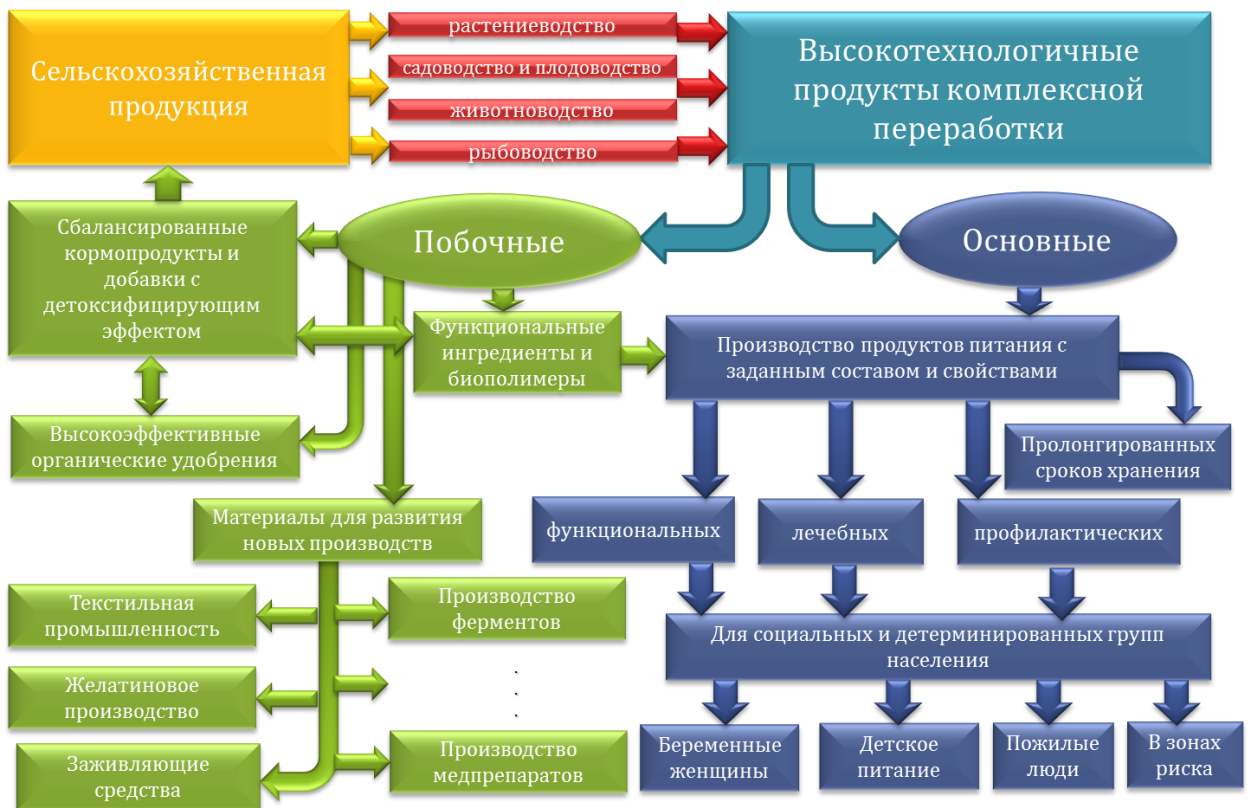 Сельскохозяйственная
продукция
растениеводство
садоводство и плодоводство
животноводство
рыбоводство
Высокотехнологичные
продукты комплексной
переработки
Побочные
Основные
Сбалансированные
кормопродукты и
добавки с
детоксифицирующим
эффектом
Функциональные
ингредиенты и
биополимеры
Производство продуктов питания с
заданным составом и свойствами
Высокоэффективные
органические удобрения
Пролонгированных
сроков хранения
Материалы для развития
новых производств
функциональных
лечебных
профилактических
Текстильная
промышленность
Производство
ферментов
Для социальных и детерминированных групп
населения
Желатиновое
производство
.
.
.
Заживляющие
средства
Производство
медпрепаратов
Беременные
женщины
Детское
питание
Пожилые
люди
В зонах
риска